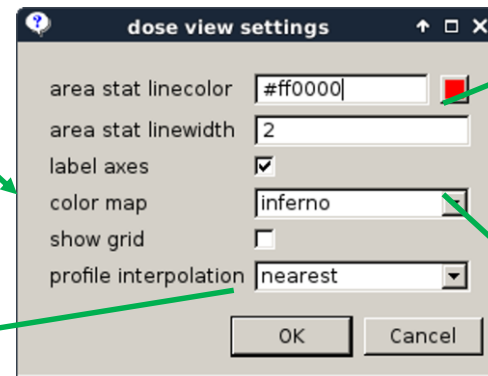 dose view settings
area stat linecolor #ff0000
area stat linewidth 2
label axes
color map inferno
show grid
profile interpolation nearest
OK Cancel